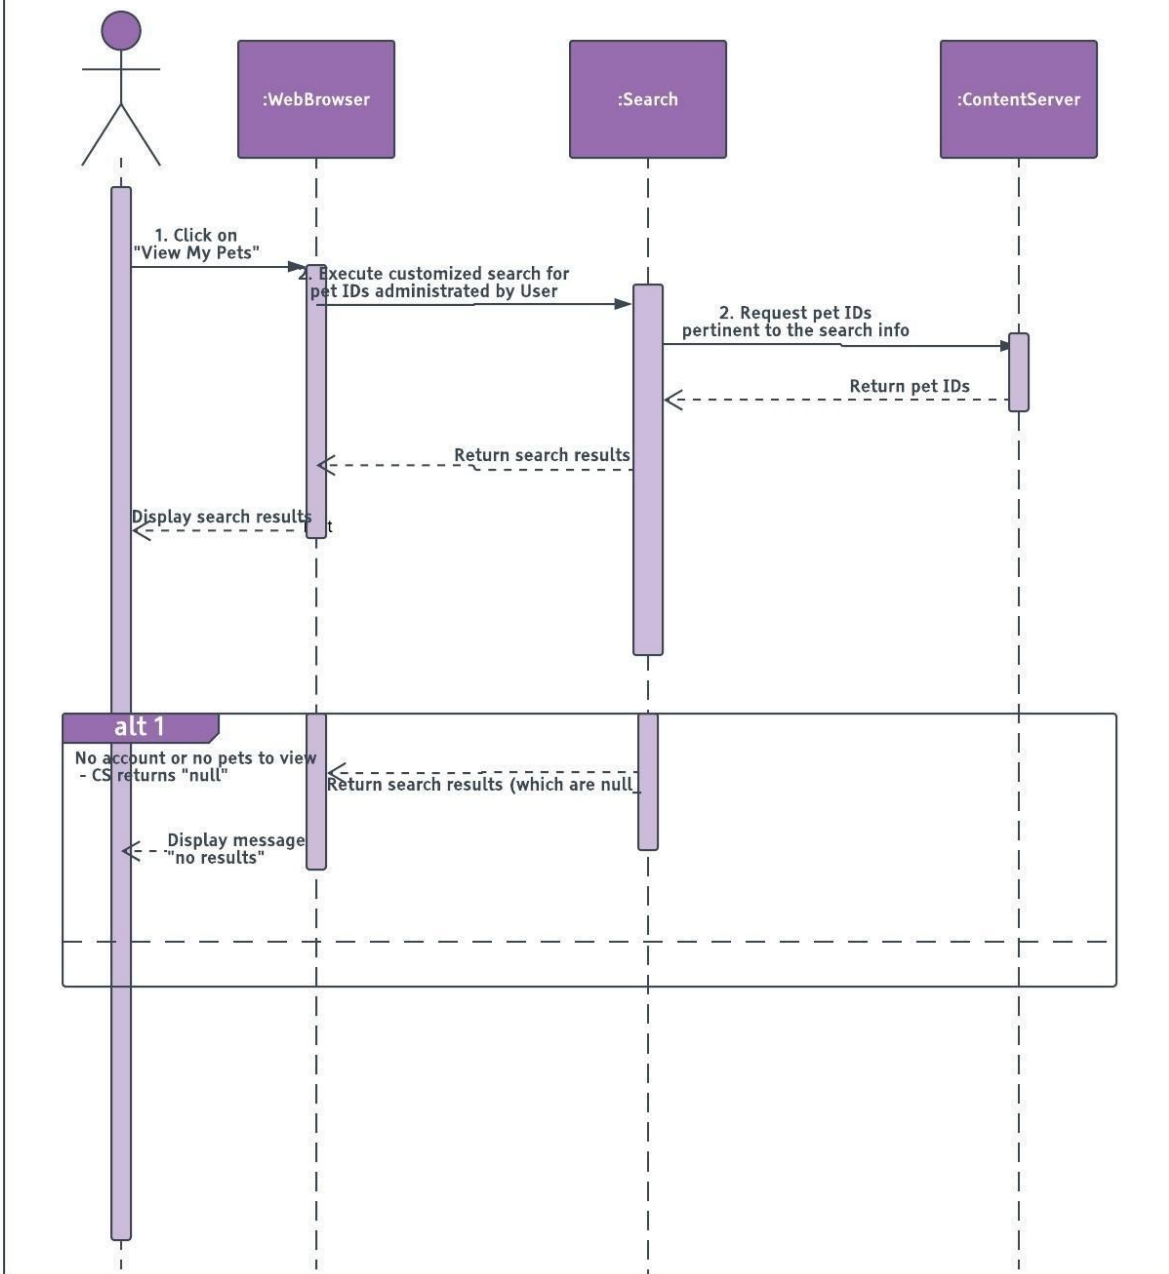 :WebBrowser
:Search
:ContentServer
1. Click on
"View My Pets"
2. Execute customized search for
pet IDs administrated by User
2. Request pet IDs
pertinent to the search info
Return pet IDs
Return search results
Display search results
alt 1
No account or no pets to view
- CS returns "null"
Return search results (which are null_
Display message
"no results"